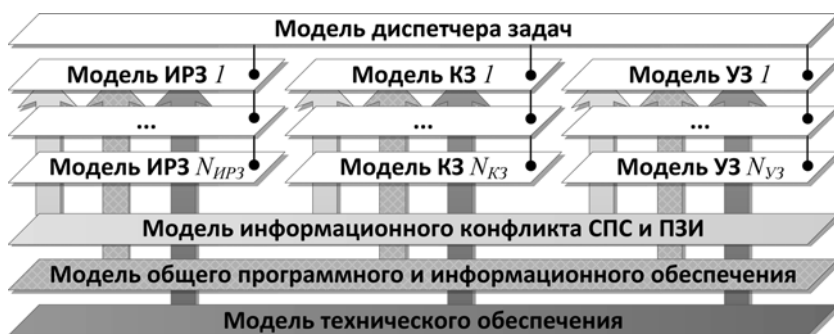 Модель диспетчера задач
Модель ИРЗ 1 Модель КЗ 1 Модель УЗ 1
... ... ...
Модель ИРЗ NИРЗ Модель КЗ NКЗ Модель УЗ NУЗ
Модель информационного конфликта СПС и ПЗИ
Модель общего программного и информационного обеспечения
Модель технического обеспечения